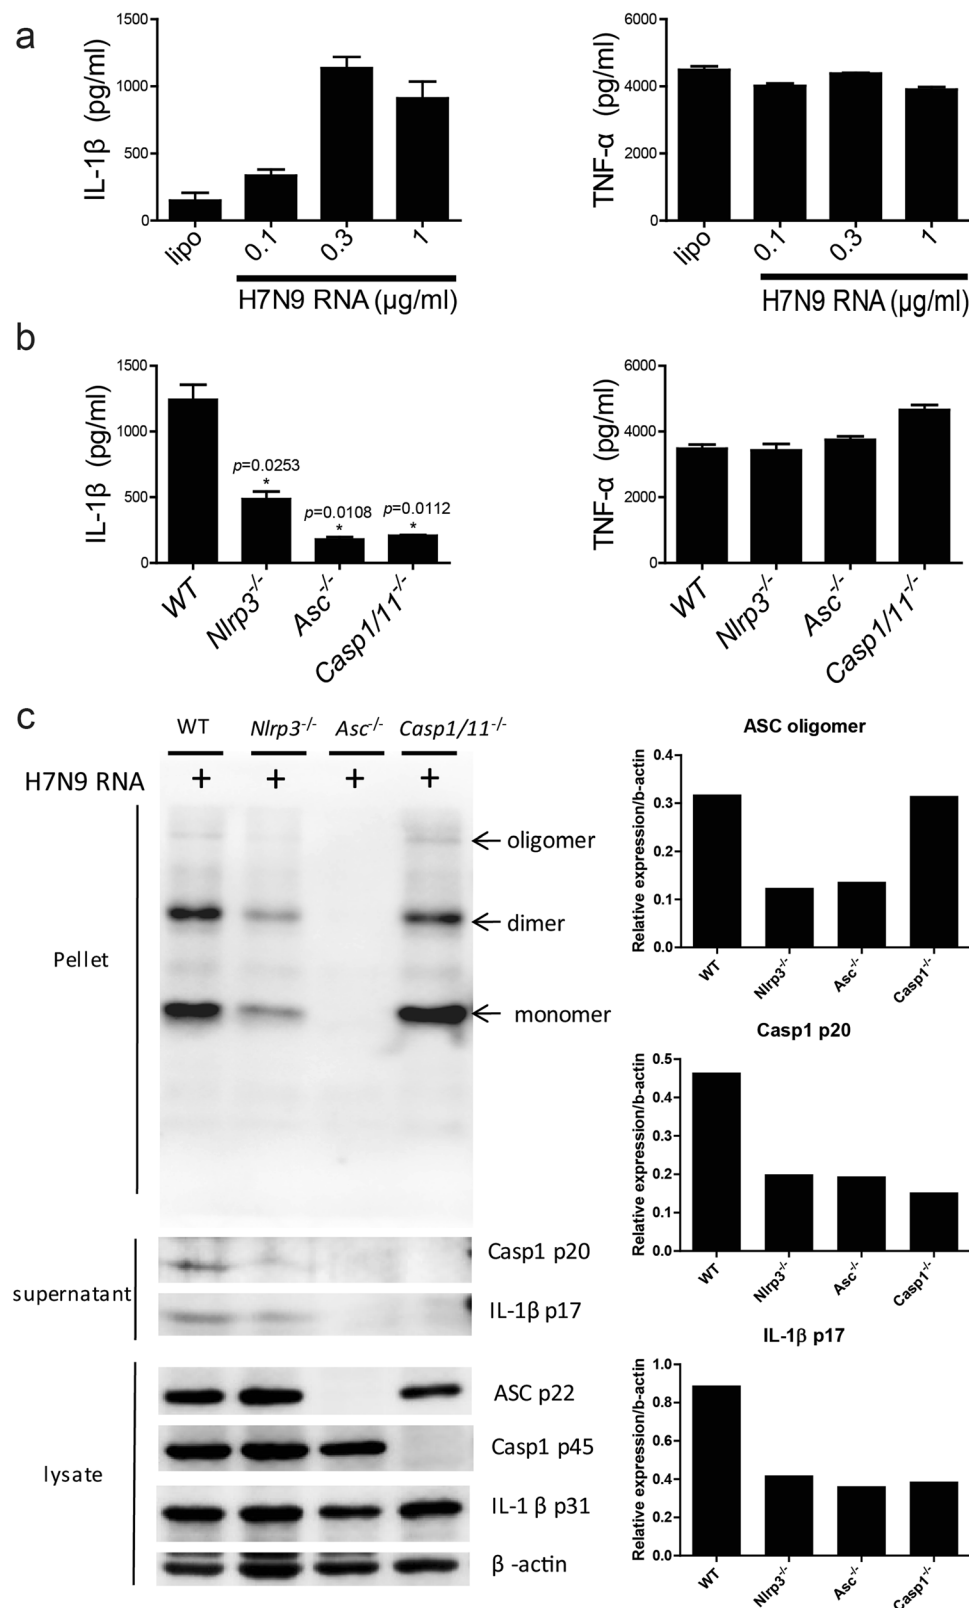 a
IL-1β (pg/ml)
1500
1000
500
0
lipo
0.1
0.3
1
H7N9 RNA (μg/ml)
TNF-α (pg/ml)
6000
4000
2000
0
lipo
0.1
0.3
1
H7N9 RNA (μg/ml)
b
IL-1β (pg/ml)
1500
1000
500
0
p=0.0253
*
p=0.0108
*
p=0.0112
*
WT
Nlrp3-/-
Asc-/-
Casp1/11-/-
TNF-α (pg/ml)
6000
4000
2000
0
WT
Nlrp3-/-
Asc-/-
Casp1/11-/-
c
WT Nlrp3-/- Asc-/- Casp1/11-/-
H7N9 RNA + + + +
oligomer
dimer
monomer
Pellet
supernatant
Casp1 p20
IL-1β p17
lysate
ASC p22
Casp1 p45
IL-1 β p31
β -actin
ASC oligomer
Relative expression/b-actin
0.4
0.3
0.2
0.1
0.0
WT
Nlrp3-/-
Asc-/-
Casp1-/-
Casp1 p20
Relative expression/b-actin
0.5
0.4
0.3
0.2
0.1
0.0
WT
Nlrp3-/-
Asc-/-
Casp1-/-
IL-1β p17
Relative expression/b-actin
1.0
0.8
0.6
0.4
0.2
0.0
WT
Nlrp3-/-
Asc-/-
Casp1-/-